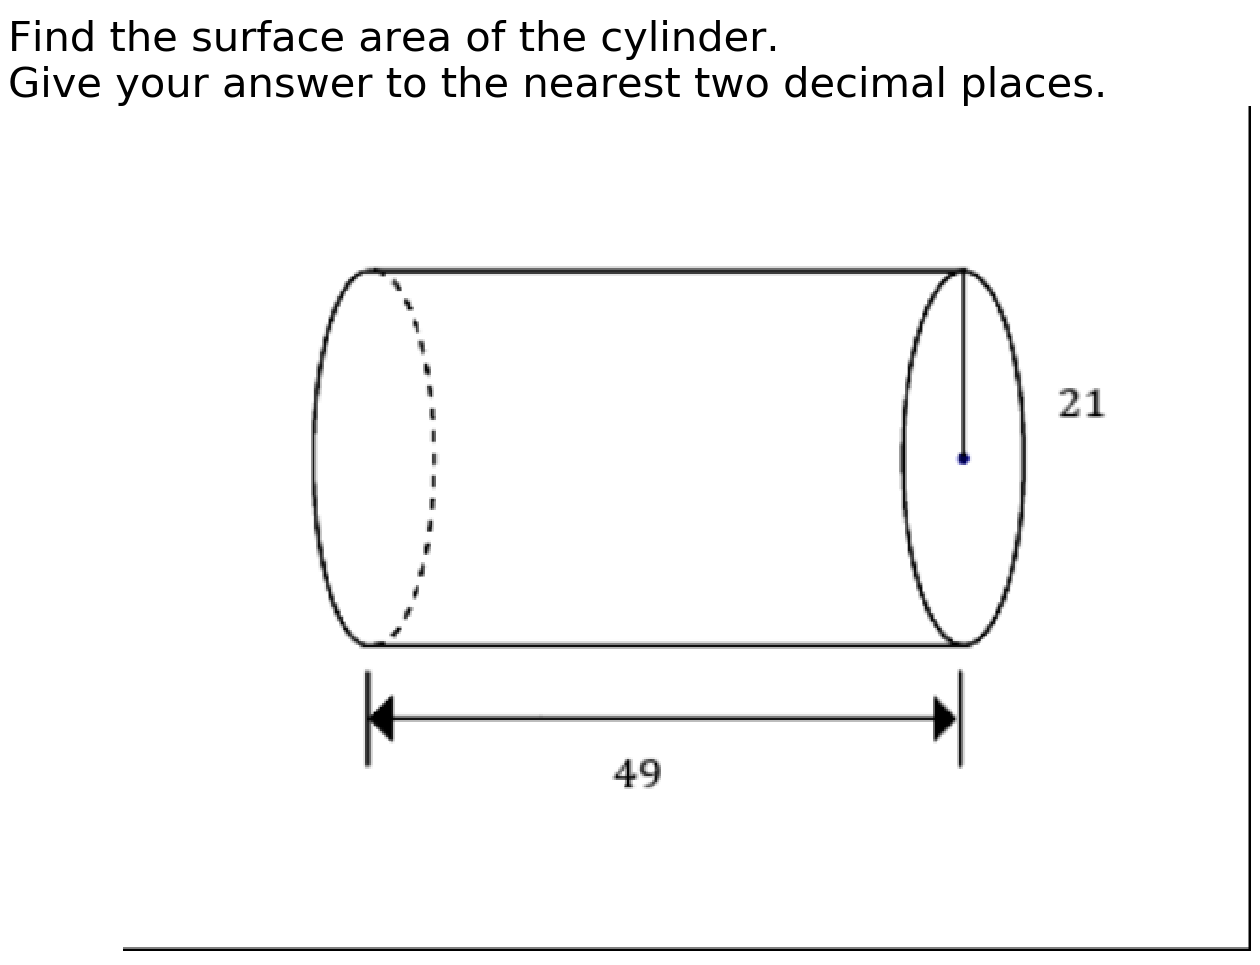 Find the surface area of the cylinder.
Give your answer to the nearest two decimal places.
21
49